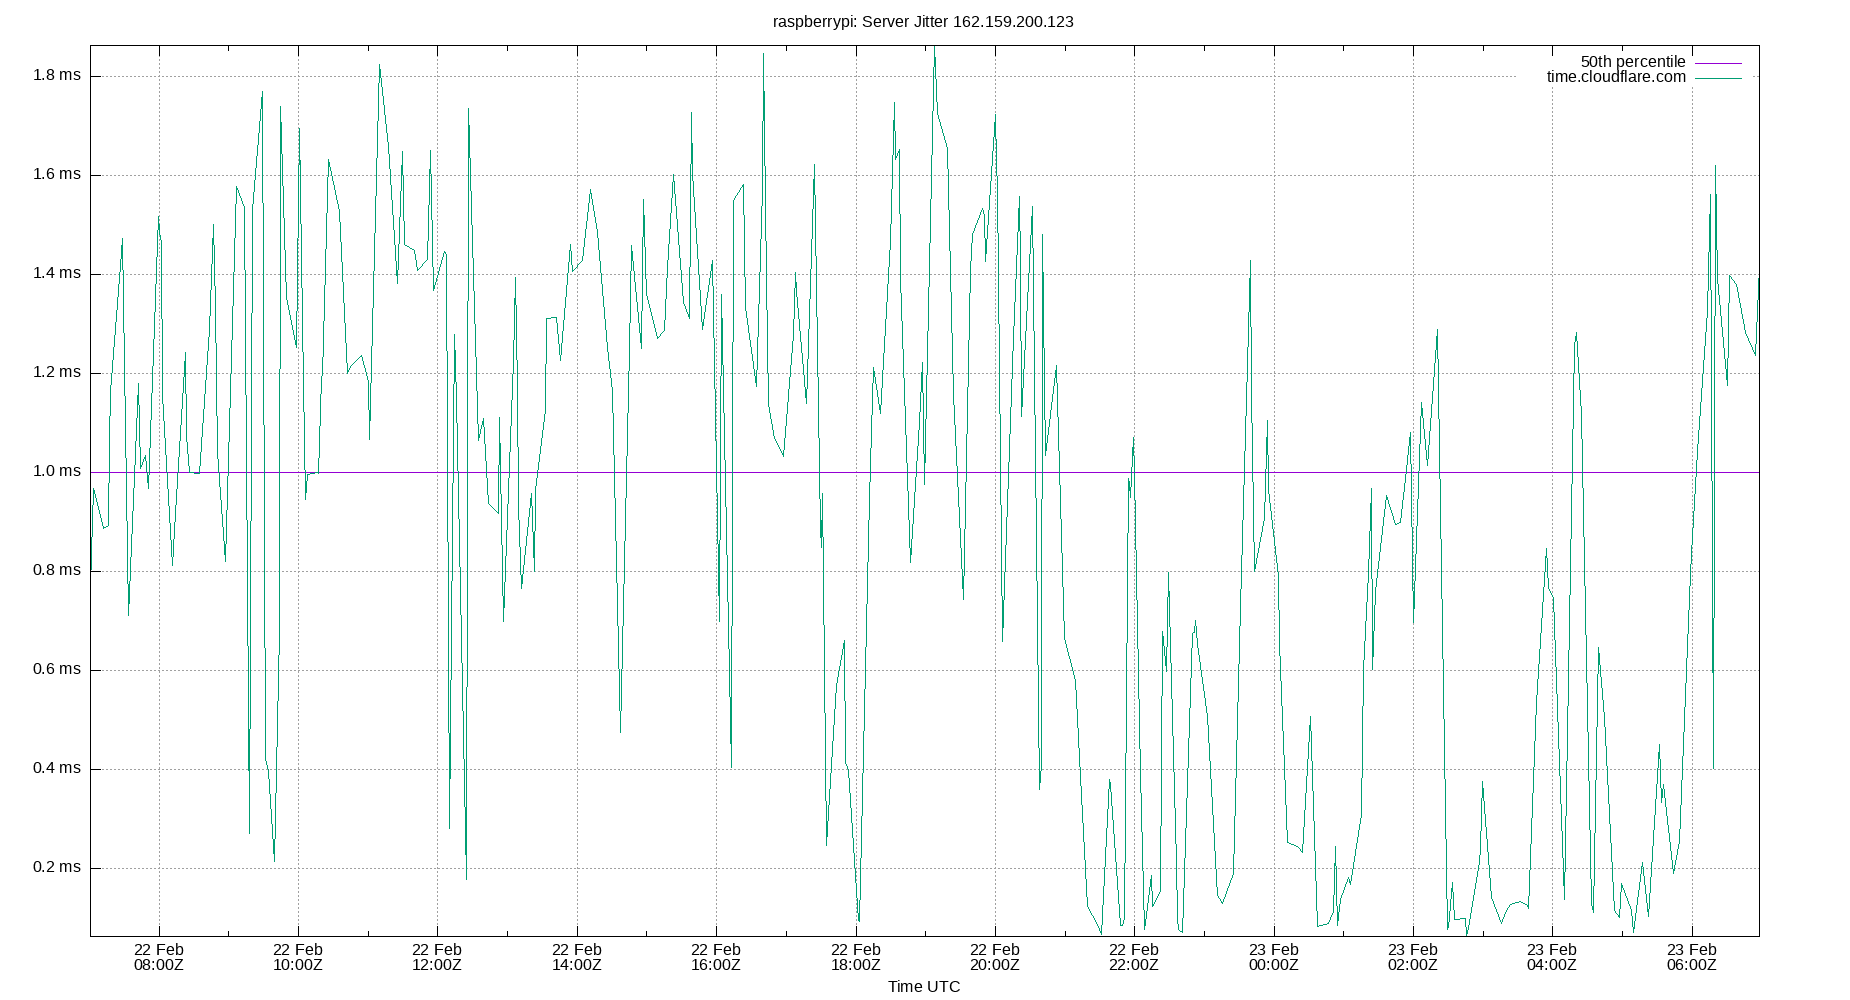 raspberrypi: Server Jitter 162.159.200.123
50th percentile
time.cloudflare.com
1.8 ms
1.6 ms
1.4 ms
1.2 ms
1.0 ms
0.8 ms
0.6 ms
0.4 ms
0.2 ms
22 Feb 22 Feb 22 Feb 22 Feb 22 Feb 22 Feb 22 Feb 22 Feb 23 Feb 23 Feb 23 Feb 23 Feb
08:00Z 10:00Z 12:00Z 14:00Z 16:00Z 18:00Z 20:00Z 22:00Z 00:00Z 02:00Z 04:00Z 06:00Z
Time UTC